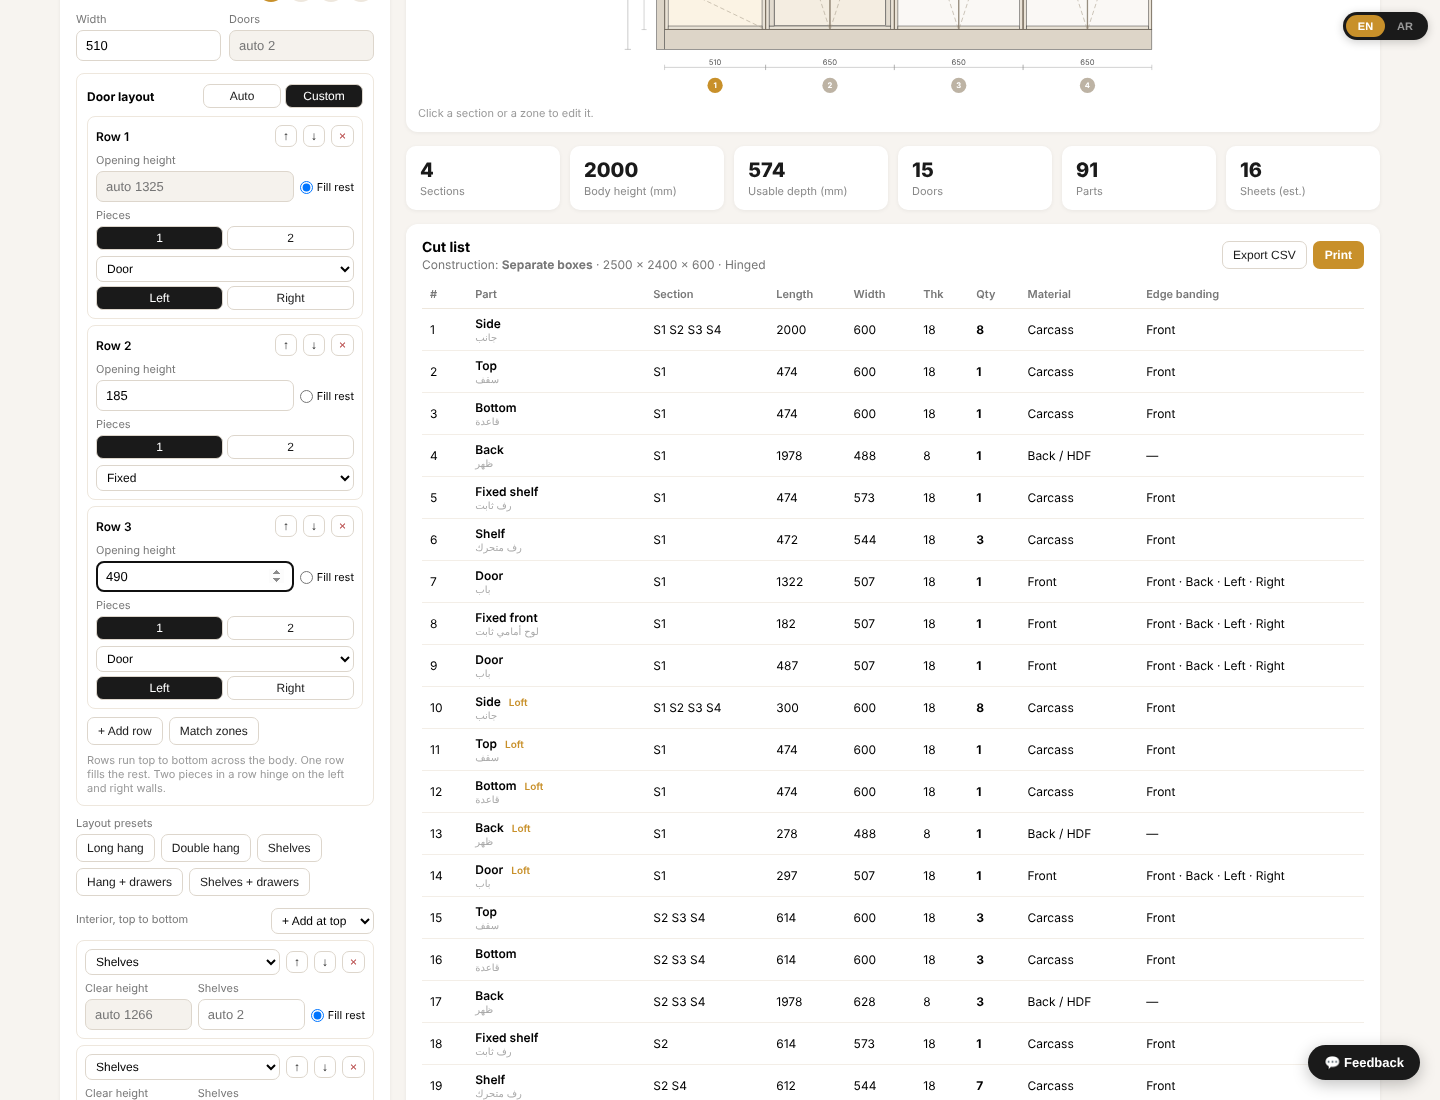 EN AR
Width Doors
510 auto 2
Door layout Auto Custom
Row 1 ↑ ↓ ×
Opening height
auto 1325 Fill rest
Pieces
1 2
Door
Left Right
Row 2 ↑ ↓ ×
Opening height
185 Fill rest
Pieces
1 2
Fixed
Row 3 ↑ ↓ ×
Opening height
490 Fill rest
Pieces
1 2
Door
Left Right
+ Add row Match zones
Rows run top to bottom across the body. One row
fills the rest. Two pieces in a row hinge on the left
and right walls.
Layout presets
Long hang Double hang Shelves
Hang + drawers Shelves + drawers
Interior, top to bottom + Add at top
Shelves ↑ ↓ ×
Clear height Shelves
auto 1266 auto 2 Fill rest
Shelves ↑ ↓ ×
Clear height Shelves
510 650 650 650
1 2 3 4
Click a section or a zone to edit it.
4 2000 574 15 91 16
Sections Body height (mm) Usable depth (mm) Doors Parts Sheets (est.)
Cut list
Construction: Separate boxes · 2500 × 2400 × 600 · Hinged
Export CSV Print
# Part Section Length Width Thk Qty Material Edge banding
1 Side S1 S2 S3 S4 2000 600 18 8 Carcass Front
جانب
2 Top S1 474 600 18 1 Carcass Front
سقف
3 Bottom S1 474 600 18 1 Carcass Front
قاعدة
4 Back S1 1978 488 8 1 Back / HDF —
ظهر
5 Fixed shelf S1 474 573 18 1 Carcass Front
رف ثابت
6 Shelf S1 472 544 18 3 Carcass Front
رف متحرك
7 Door S1 1322 507 18 1 Front Front · Back · Left · Right
باب
8 Fixed front S1 182 507 18 1 Front Front · Back · Left · Right
لوح أمامي ثابت
9 Door S1 487 507 18 1 Front Front · Back · Left · Right
باب
10 Side Loft S1 S2 S3 S4 300 600 18 8 Carcass Front
جانب
11 Top Loft S1 474 600 18 1 Carcass Front
سقف
12 Bottom Loft S1 474 600 18 1 Carcass Front
قاعدة
13 Back Loft S1 278 488 8 1 Back / HDF —
ظهر
14 Door Loft S1 297 507 18 1 Front Front · Back · Left · Right
باب
15 Top S2 S3 S4 614 600 18 3 Carcass Front
سقف
16 Bottom S2 S3 S4 614 600 18 3 Carcass Front
قاعدة
17 Back S2 S3 S4 1978 628 8 3 Back / HDF —
ظهر
18 Fixed shelf S2 614 573 18 1 Carcass Front
رف ثابت
19 Shelf S2 S4 612 544 18 7 Carcass Front
رف متحرك
💬 Feedback